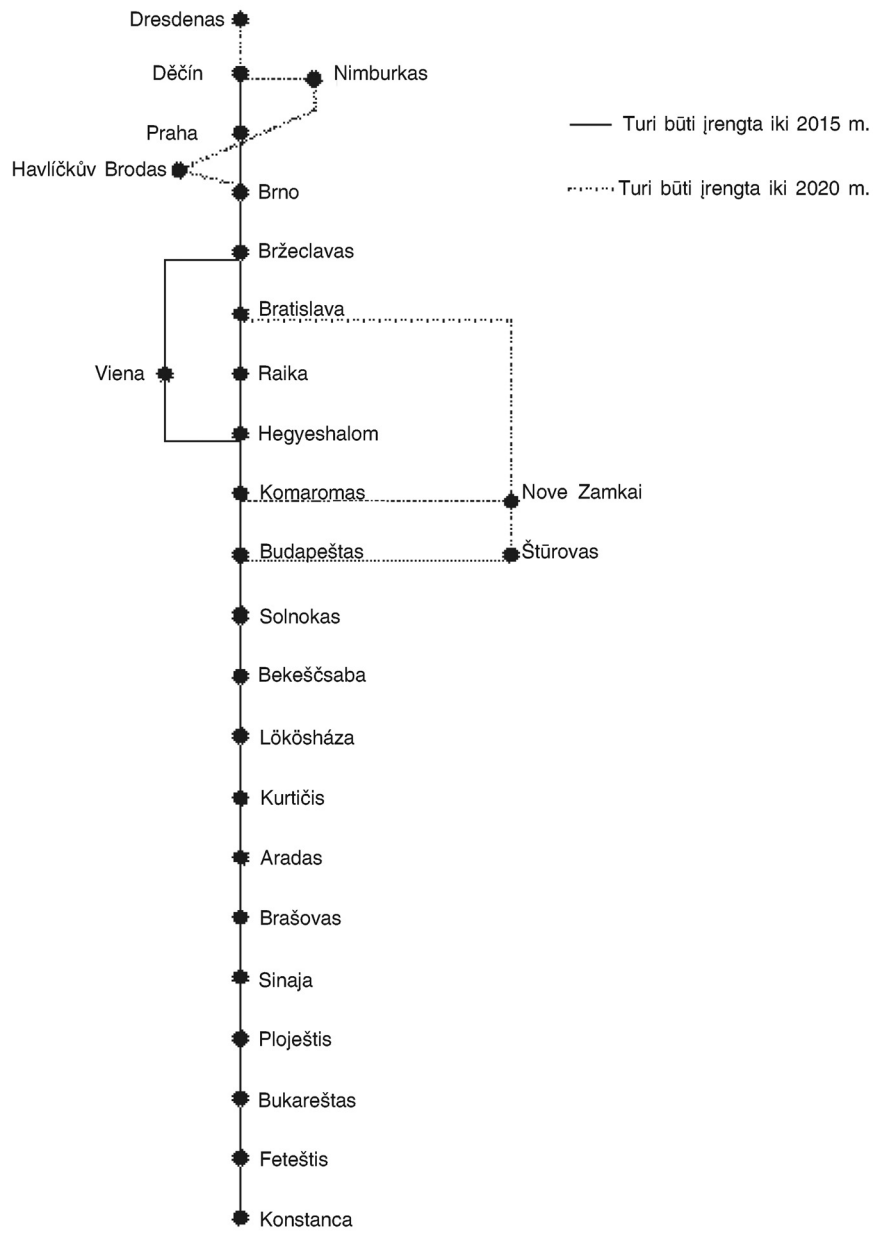 Dresdenas
Děčín
Nimburkas
Praha
Turi būti įrengta iki 2015 m.
Havlíčkův Brodas
Brno
Turi būti įrengta iki 2020 m.
Bržeclavas
Bratislava
Viena
Raika
Hegyeshalom
Komaromas
Nove Zamkai
Budapeštas
Štūrovas
Solnokas
Bekeščsaba
Lökösháza
Kurtičis
Aradas
Brašovas
Sinaja
Ploještis
Bukareštas
Feteštis
Konstanca